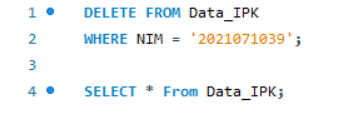 1 DELETE FROM Data_IPK
2 WHERE NIM = '2021071039';
3
4 SELECT * From Data_IPK;